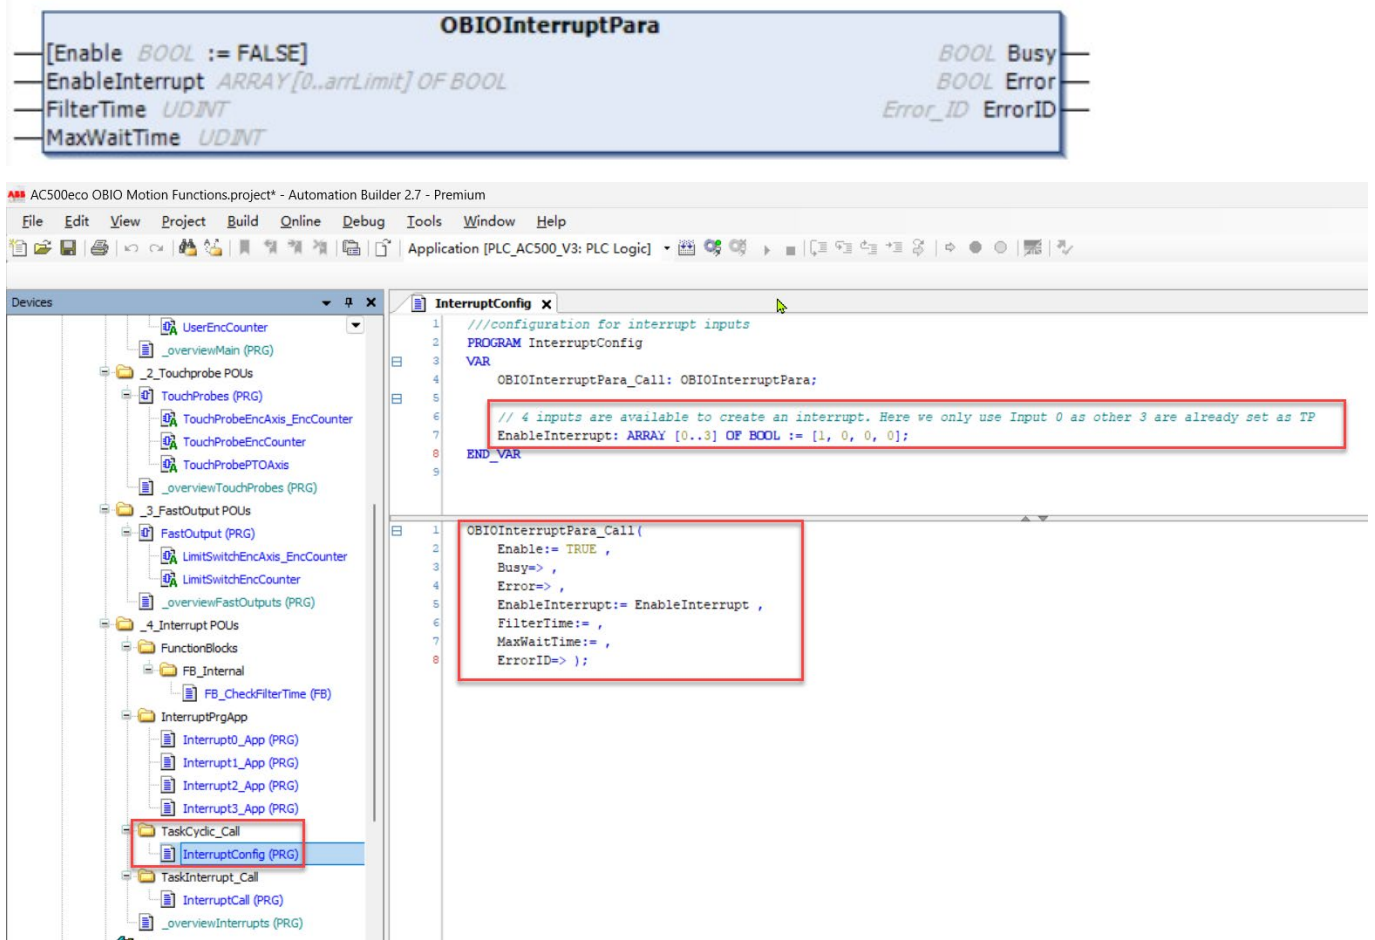 OBIOInterruptPara
[Enable BOOL := FALSE]
BOOL Busy
EnableInterrupt ARRAY [0..arrLimit] OF BOOL
BOOL Error
FilterTime UDINT
Error_ID ErrorID
MaxWaitTime UDINT
ABB AC500eco OBIO Motion Functions.project* - Automation Builder 2.7 - Premium
File Edit View Project Build Online Debug Tools Window Help
Application [PLC_AC500_V3: PLC Logic]
Devices
UserEncCounter
_overviewMain (PRG)
_2_Touchprobe POUs
TouchProbes (PRG)
TouchProbeEncAxis_EncCounter
TouchProbeEncCounter
TouchProbePTOAxis
_overviewTouchProbes (PRG)
_3_FastOutput POUs
FastOutput (PRG)
LimitSwitchEncAxis_EncCounter
LimitSwitchEncCounter
_overviewFastOutputs (PRG)
_4_Interrupt POUs
FunctionBlocks
FB_Internal
FB_CheckFilterTime (FB)
InterruptPrgApp
Interrupt0_App (PRG)
Interrupt1_App (PRG)
Interrupt2_App (PRG)
Interrupt3_App (PRG)
TaskCyclic_Call
InterruptConfig (PRG)
TaskInterrupt_Call
InterruptCall (PRG)
_overviewInterrupts (PRG)
InterruptConfig
1 ///configuration for interrupt inputs
2 PROGRAM InterruptConfig
3 VAR
4 OBIOInterruptPara_Call: OBIOInterruptPara;
5
6 // 4 inputs are available to create an interrupt. Here we only use Input 0 as other 3 are already set as TP
7 EnableInterrupt: ARRAY [0..3] OF BOOL := [1, 0, 0, 0];
8 END_VAR
9
1 OBIOInterruptPara_Call(
2 Enable:= TRUE ,
3 Busy=> ,
4 Error=> ,
5 EnableInterrupt:= EnableInterrupt ,
6 FilterTime:= ,
7 MaxWaitTime:= ,
8 ErrorID=> );